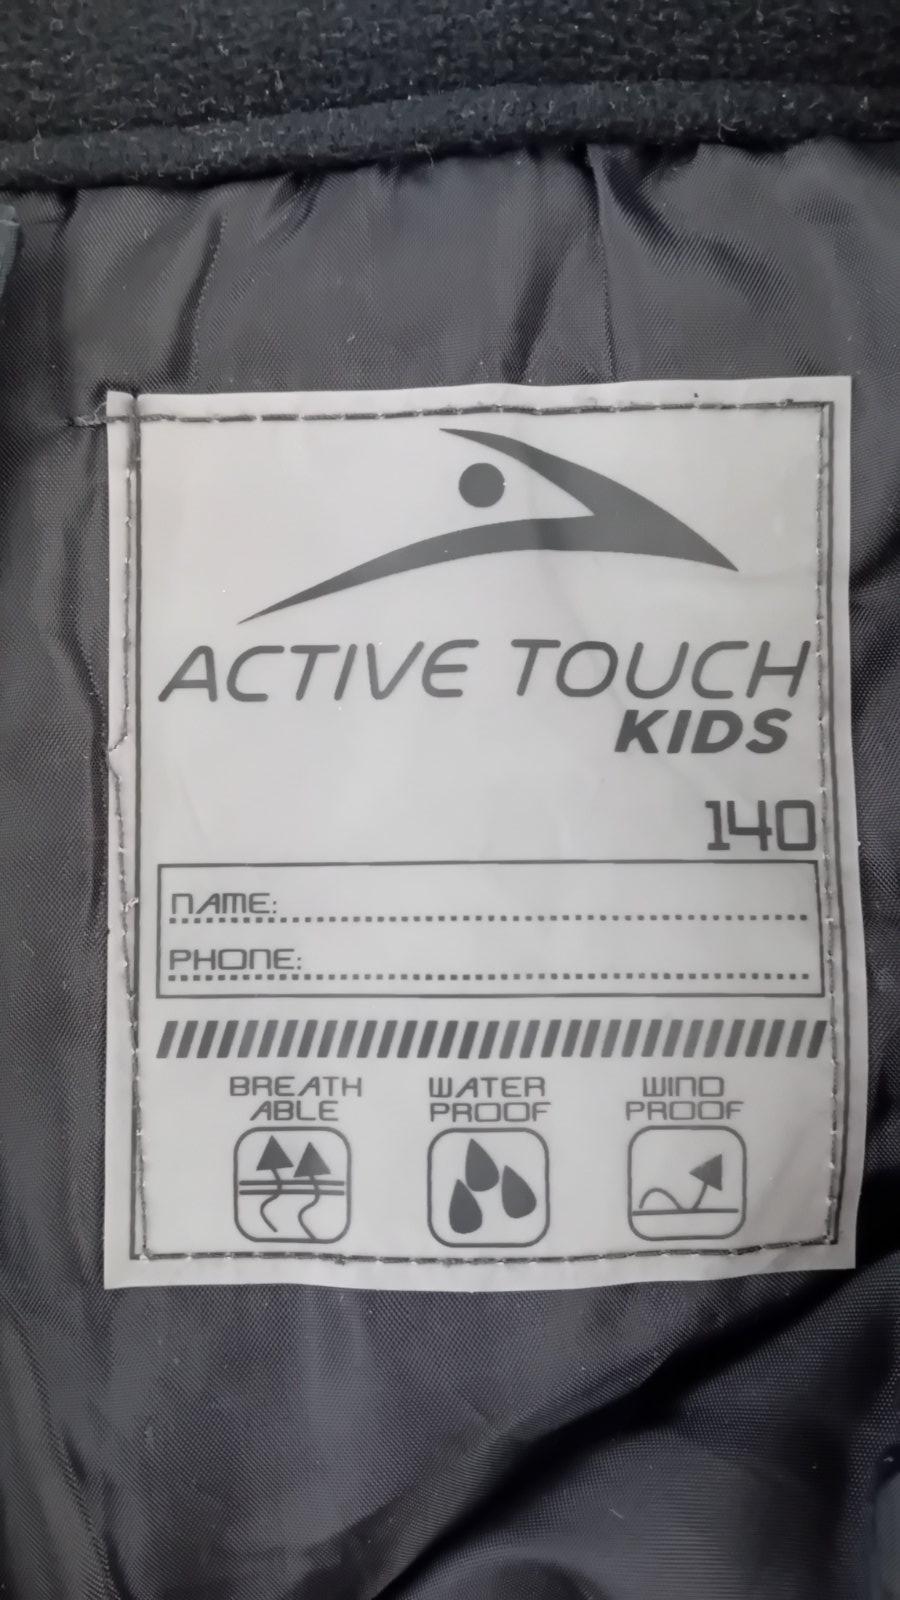 ACTIVE TOUCH
KIDS
140
NAME:
PHONE:
BREATH
ABLE
WATER
PROOF
WIND
PROOF